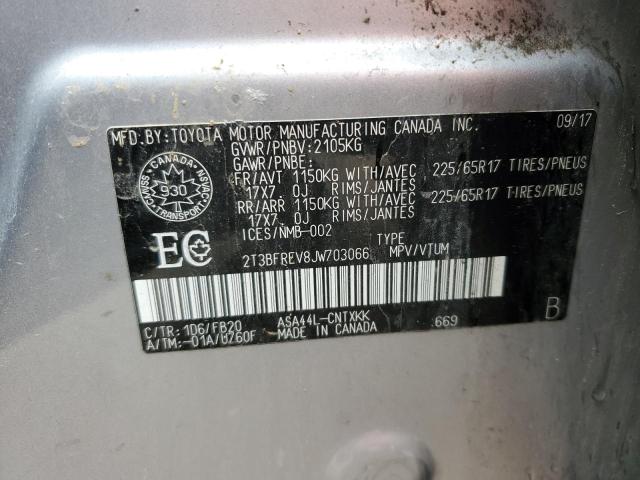 MFD.BY:TOYOTA MOTOR MANUFACTURING CANADA INC. 09/17
GVWR/PNBV:2105KG
GAWR/PNBE:
FR/AVT 1150KG WITH/AVEC 225/65R17 TIRES/PNEUS
17X7. 0J RIMS/JANTES
RR/ARR 1150KG WITH/AVEC 225/65R17 TIRES/PNEUS
17X7. 0J RIMS/JANTES
ICES/NMB-002 TYPE
2T3BFREV8JW703066 MPV/VTUM
CANADA
930
TRANSPORT
EC
C/TR: 1D6/FB20 ASA44L-CNTXKK 669 B
A/TM:-01A/U760F MADE IN CANADA